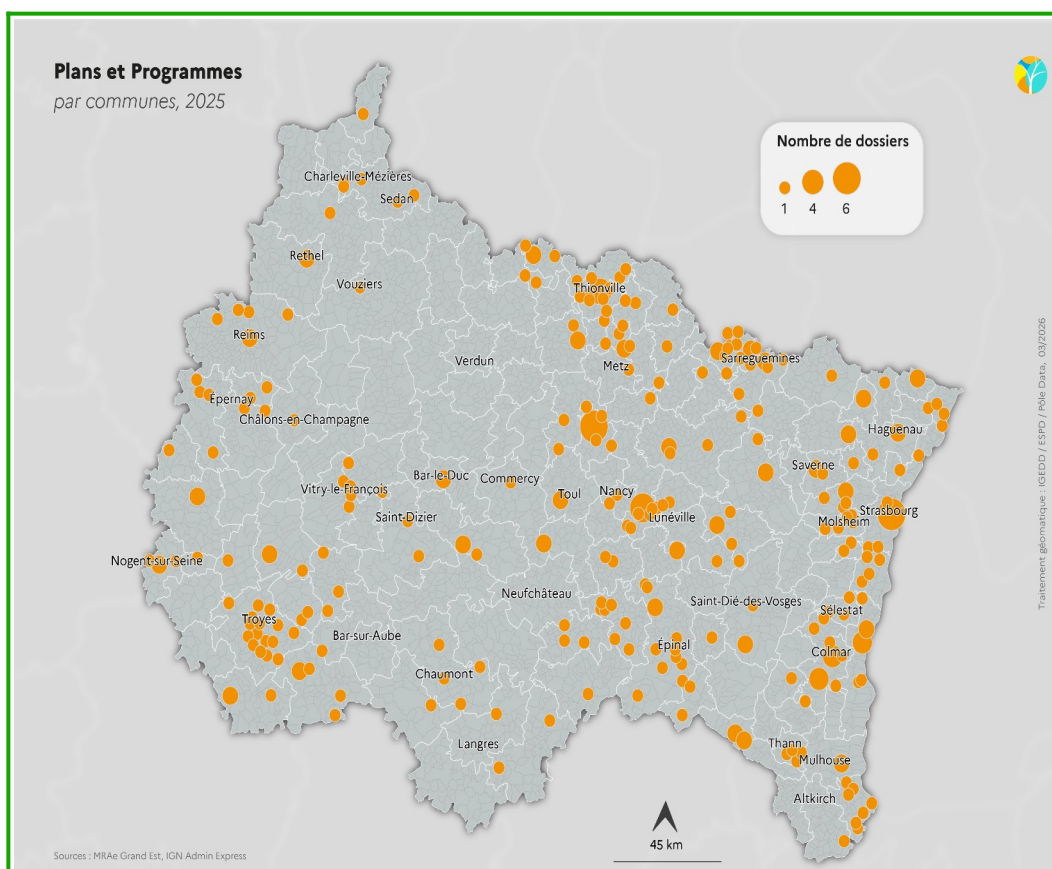 Plans et Programmes
par communes, 2025
Nombre de dossiers
1 4 6
Charleville-Mézières
Sedan
Rethel
Vouziers
Thionville
Reims
Verdun
Metz
Sarreguemines
Épernay
Châlons-en-Champagne
Haguenau
Saverne
Bar-le-Duc
Commercy
Vitry-le-François
Toul
Nancy
Saint-Dizier
Lunéville
Strasbourg
Molsheim
Nogent-sur-Seine
Neufchâteau
Saint-Dié-des-Vosges
Sélestat
Troyes
Bar-sur-Aube
Épinal
Colmar
Chaumont
Langres
Thann
Mulhouse
Altkirch
45 km
Sources : MRAe Grand Est, IGN Admin Express
Traitement géomatique : IGEDD / ESPD / Pôle Data, 03/2026